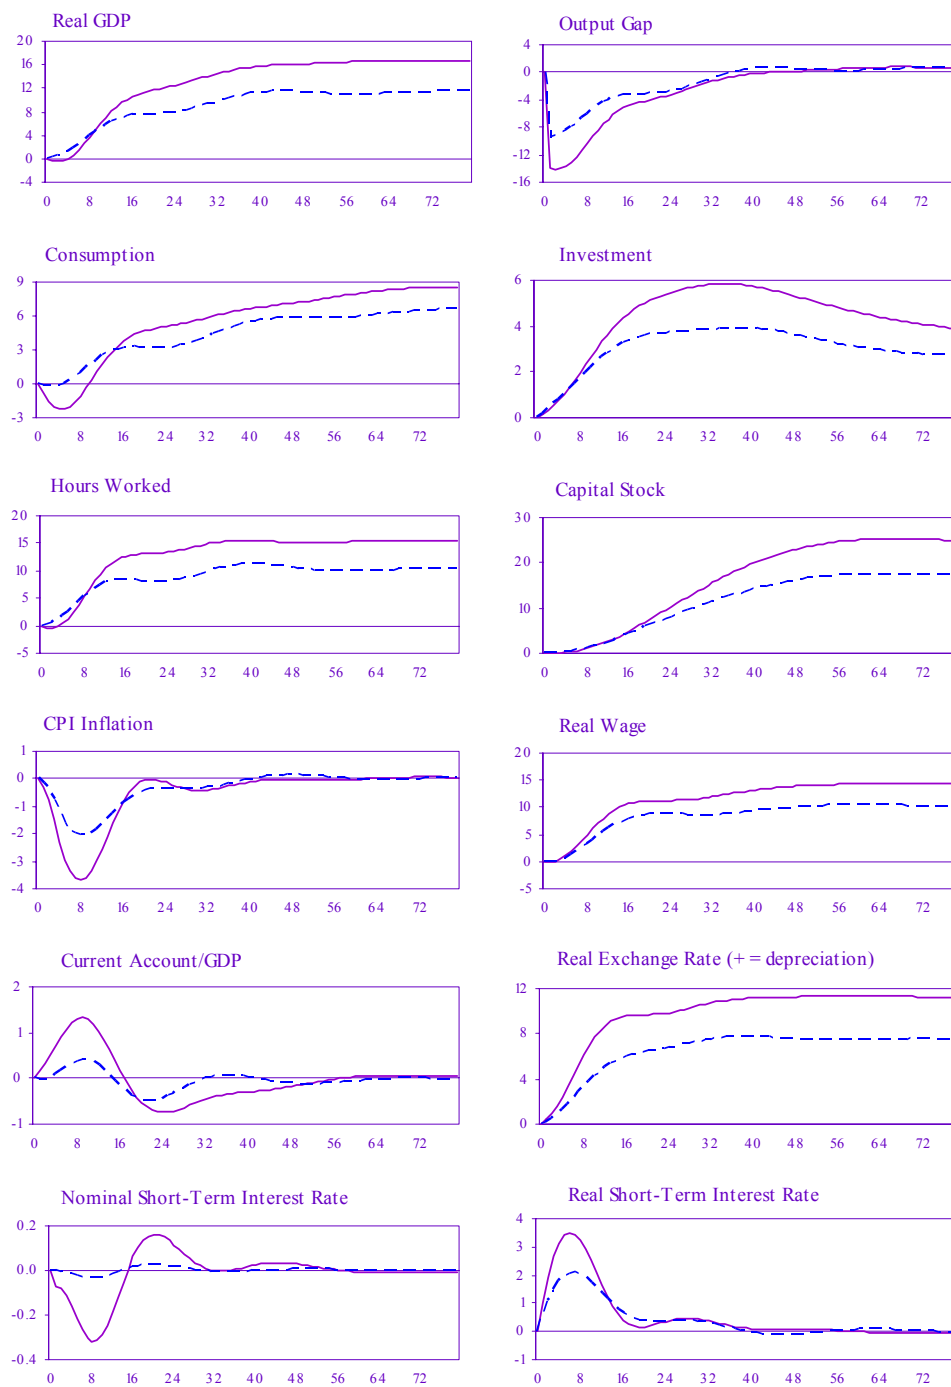 Real GDP
20
16
12
8
4
0
-4
0 8 16 24 32 40 48 56 64 72
Output Gap
4
0
-4
-8
-12
-16
0 8 16 24 32 40 48 56 64 72
Consumption
9
6
3
0
-3
0 8 16 24 32 40 48 56 64 72
Investment
6
4
2
0
0 8 16 24 32 40 48 56 64 72
Hours Worked
20
15
10
5
0
-5
0 8 16 24 32 40 48 56 64 72
Capital Stock
30
20
10
0
0 8 16 24 32 40 48 56 64 72
CPI Inflation
1
0
-1
-2
-3
-4
0 8 16 24 32 40 48 56 64 72
Real Wage
20
15
10
5
0
-5
0 8 16 24 32 40 48 56 64 72
Current Account/GDP
2
1
0
-1
0 8 16 24 32 40 48 56 64 72
Real Exchange Rate (+ = depreciation)
12
8
4
0
0 8 16 24 32 40 48 56 64 72
Nominal Short-Term Interest Rate
0.2
0.0
-0.2
-0.4
0 8 16 24 32 40 48 56 64 72
Real Short-Term Interest Rate
4
3
2
1
0
-1
0 8 16 24 32 40 48 56 64 72